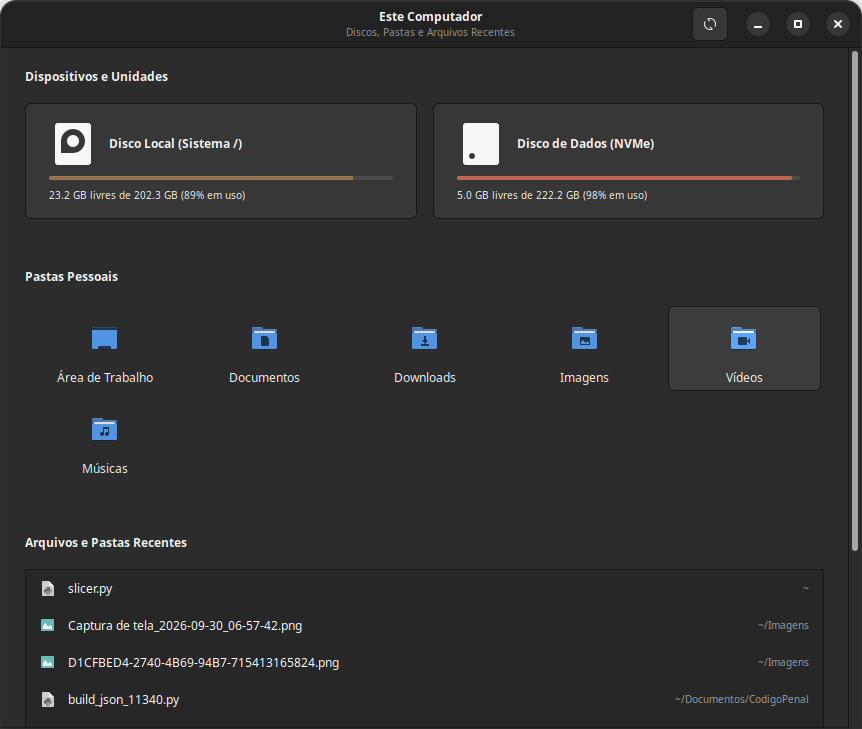 Este Computador
Discos, Pastas e Arquivos Recentes
Dispositivos e Unidades
Disco Local (Sistema /)
23.2 GB livres de 202.3 GB (89% em uso)
Disco de Dados (NVMe)
5.0 GB livres de 222.2 GB (98% em uso)
Pastas Pessoais
Área de Trabalho
Documentos
Downloads
Imagens
Vídeos
Músicas
Arquivos e Pastas Recentes
slicer.py ~
Captura de tela_2026-09-30_06-57-42.png ~/Imagens
D1CFBED4-2740-4B69-94B7-715413165824.png ~/Imagens
build_json_11340.py ~/Documentos/CodigoPenal